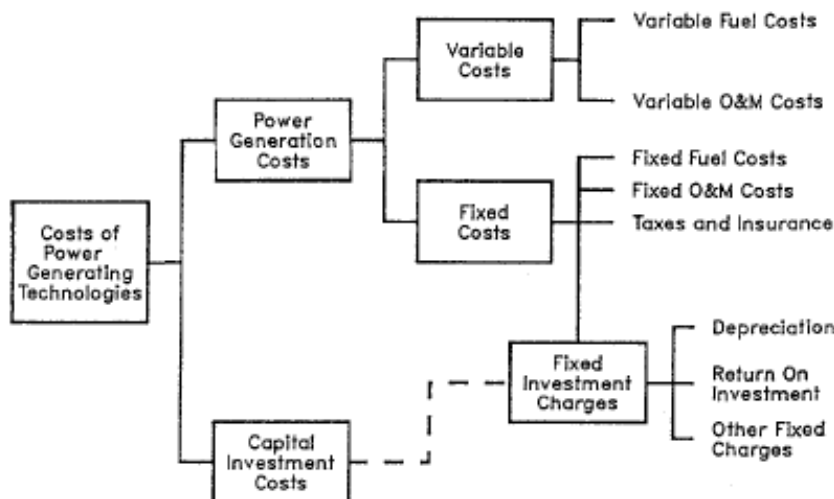 Costs of
Power
Generating
Technologies
Power
Generation
Costs
Variable
Costs
Variable Fuel Costs
Variable O&M Costs
Fixed
Costs
Fixed Fuel Costs
Fixed O&M Costs
Taxes and Insurance
Fixed
Investment
Charges
Depreciation
Return On
Investment
Other Fixed
Charges
Capital
Investment
Costs